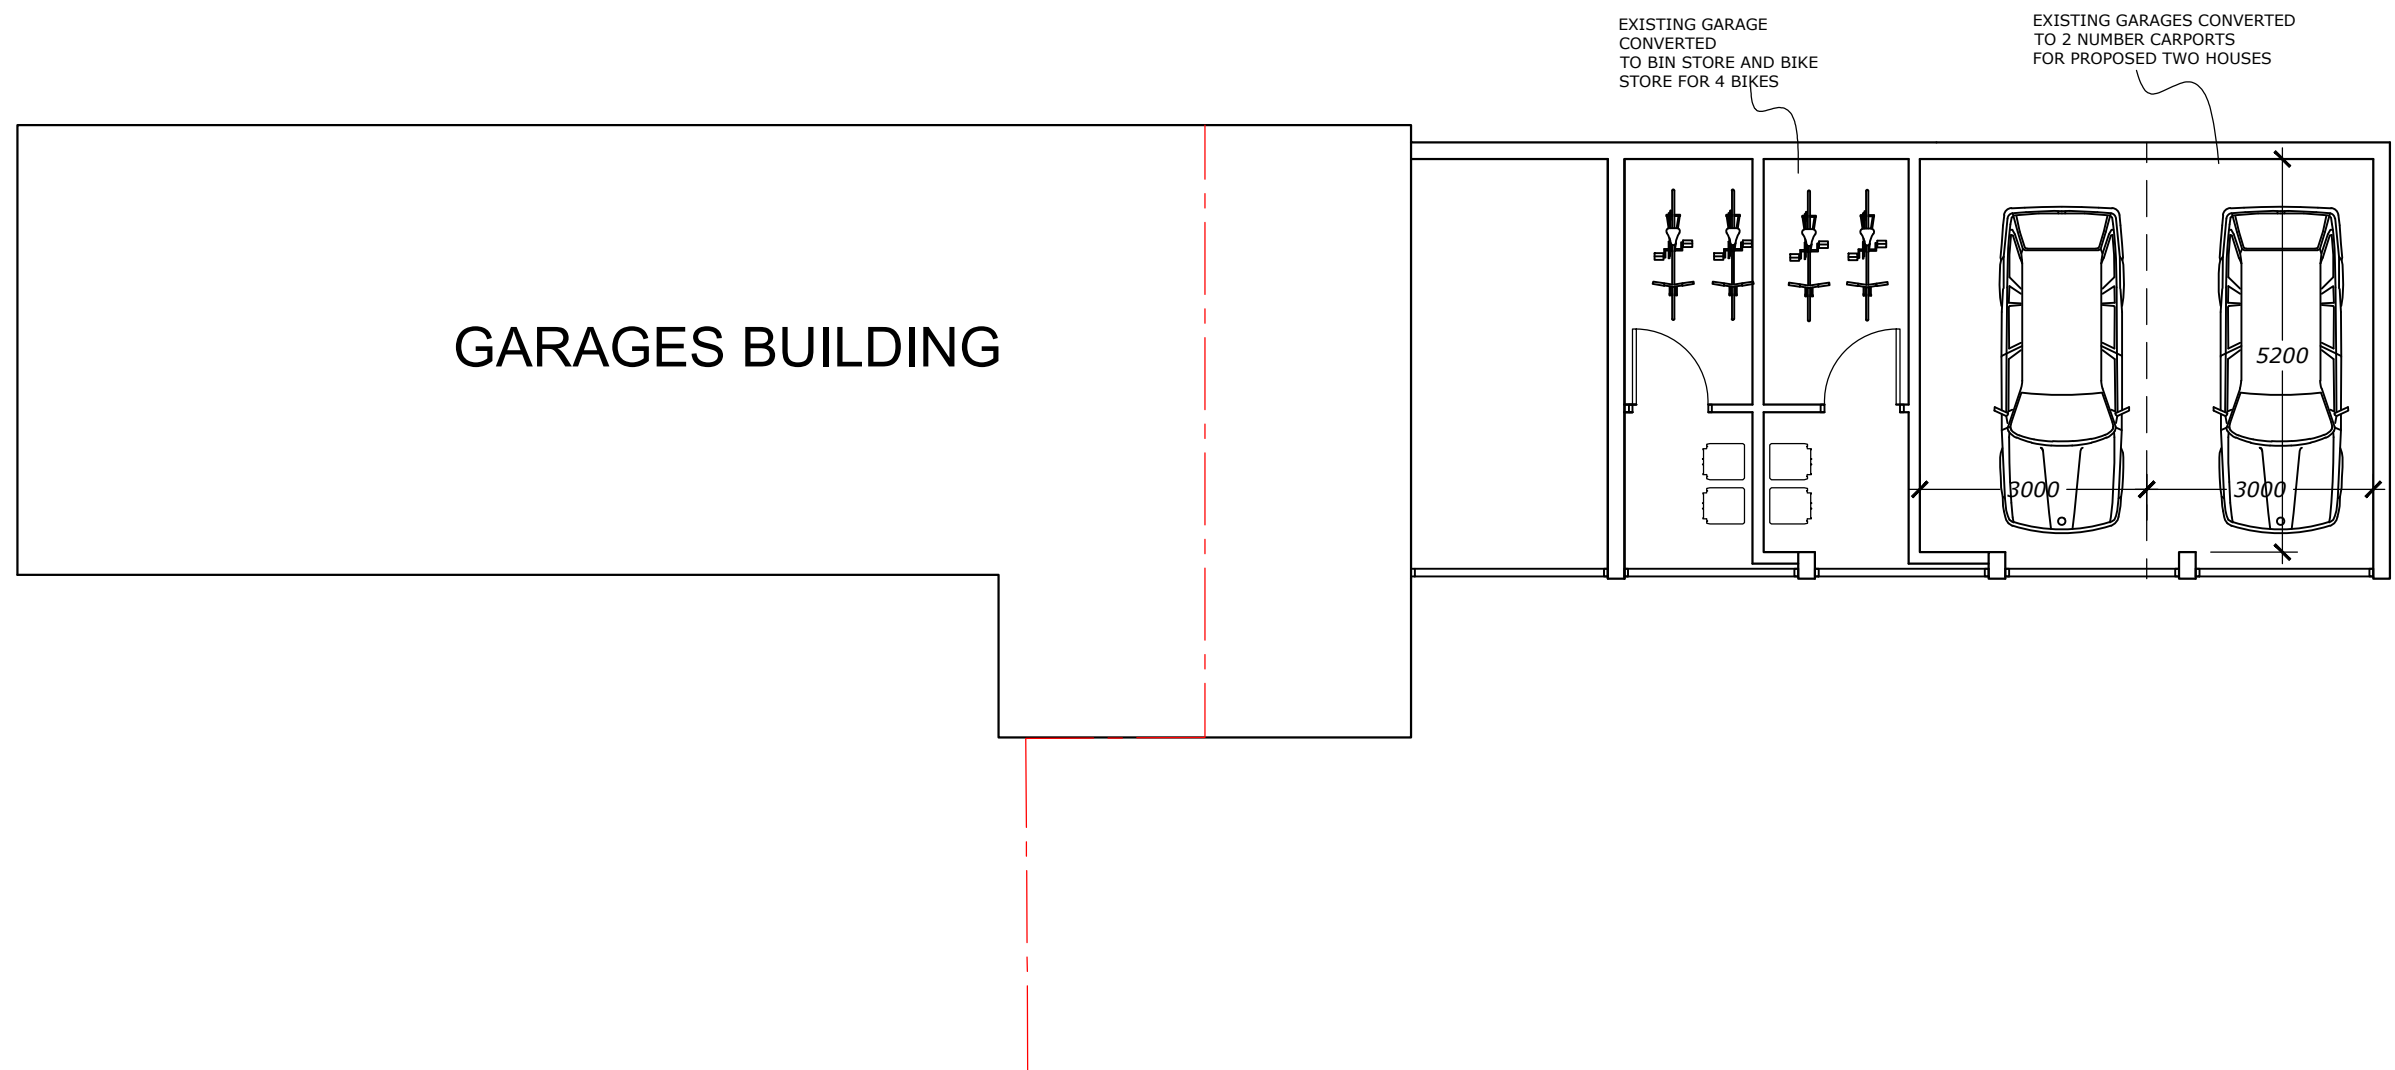 EXISTING GARAGE
CONVERTED
TO BIN STORE AND BIKE
STORE FOR 4 BIKES
EXISTING GARAGES CONVERTED
TO 2 NUMBER CARPORTS
FOR PROPOSED TWO HOUSES
GARAGES BUILDING
5200
3000
3000